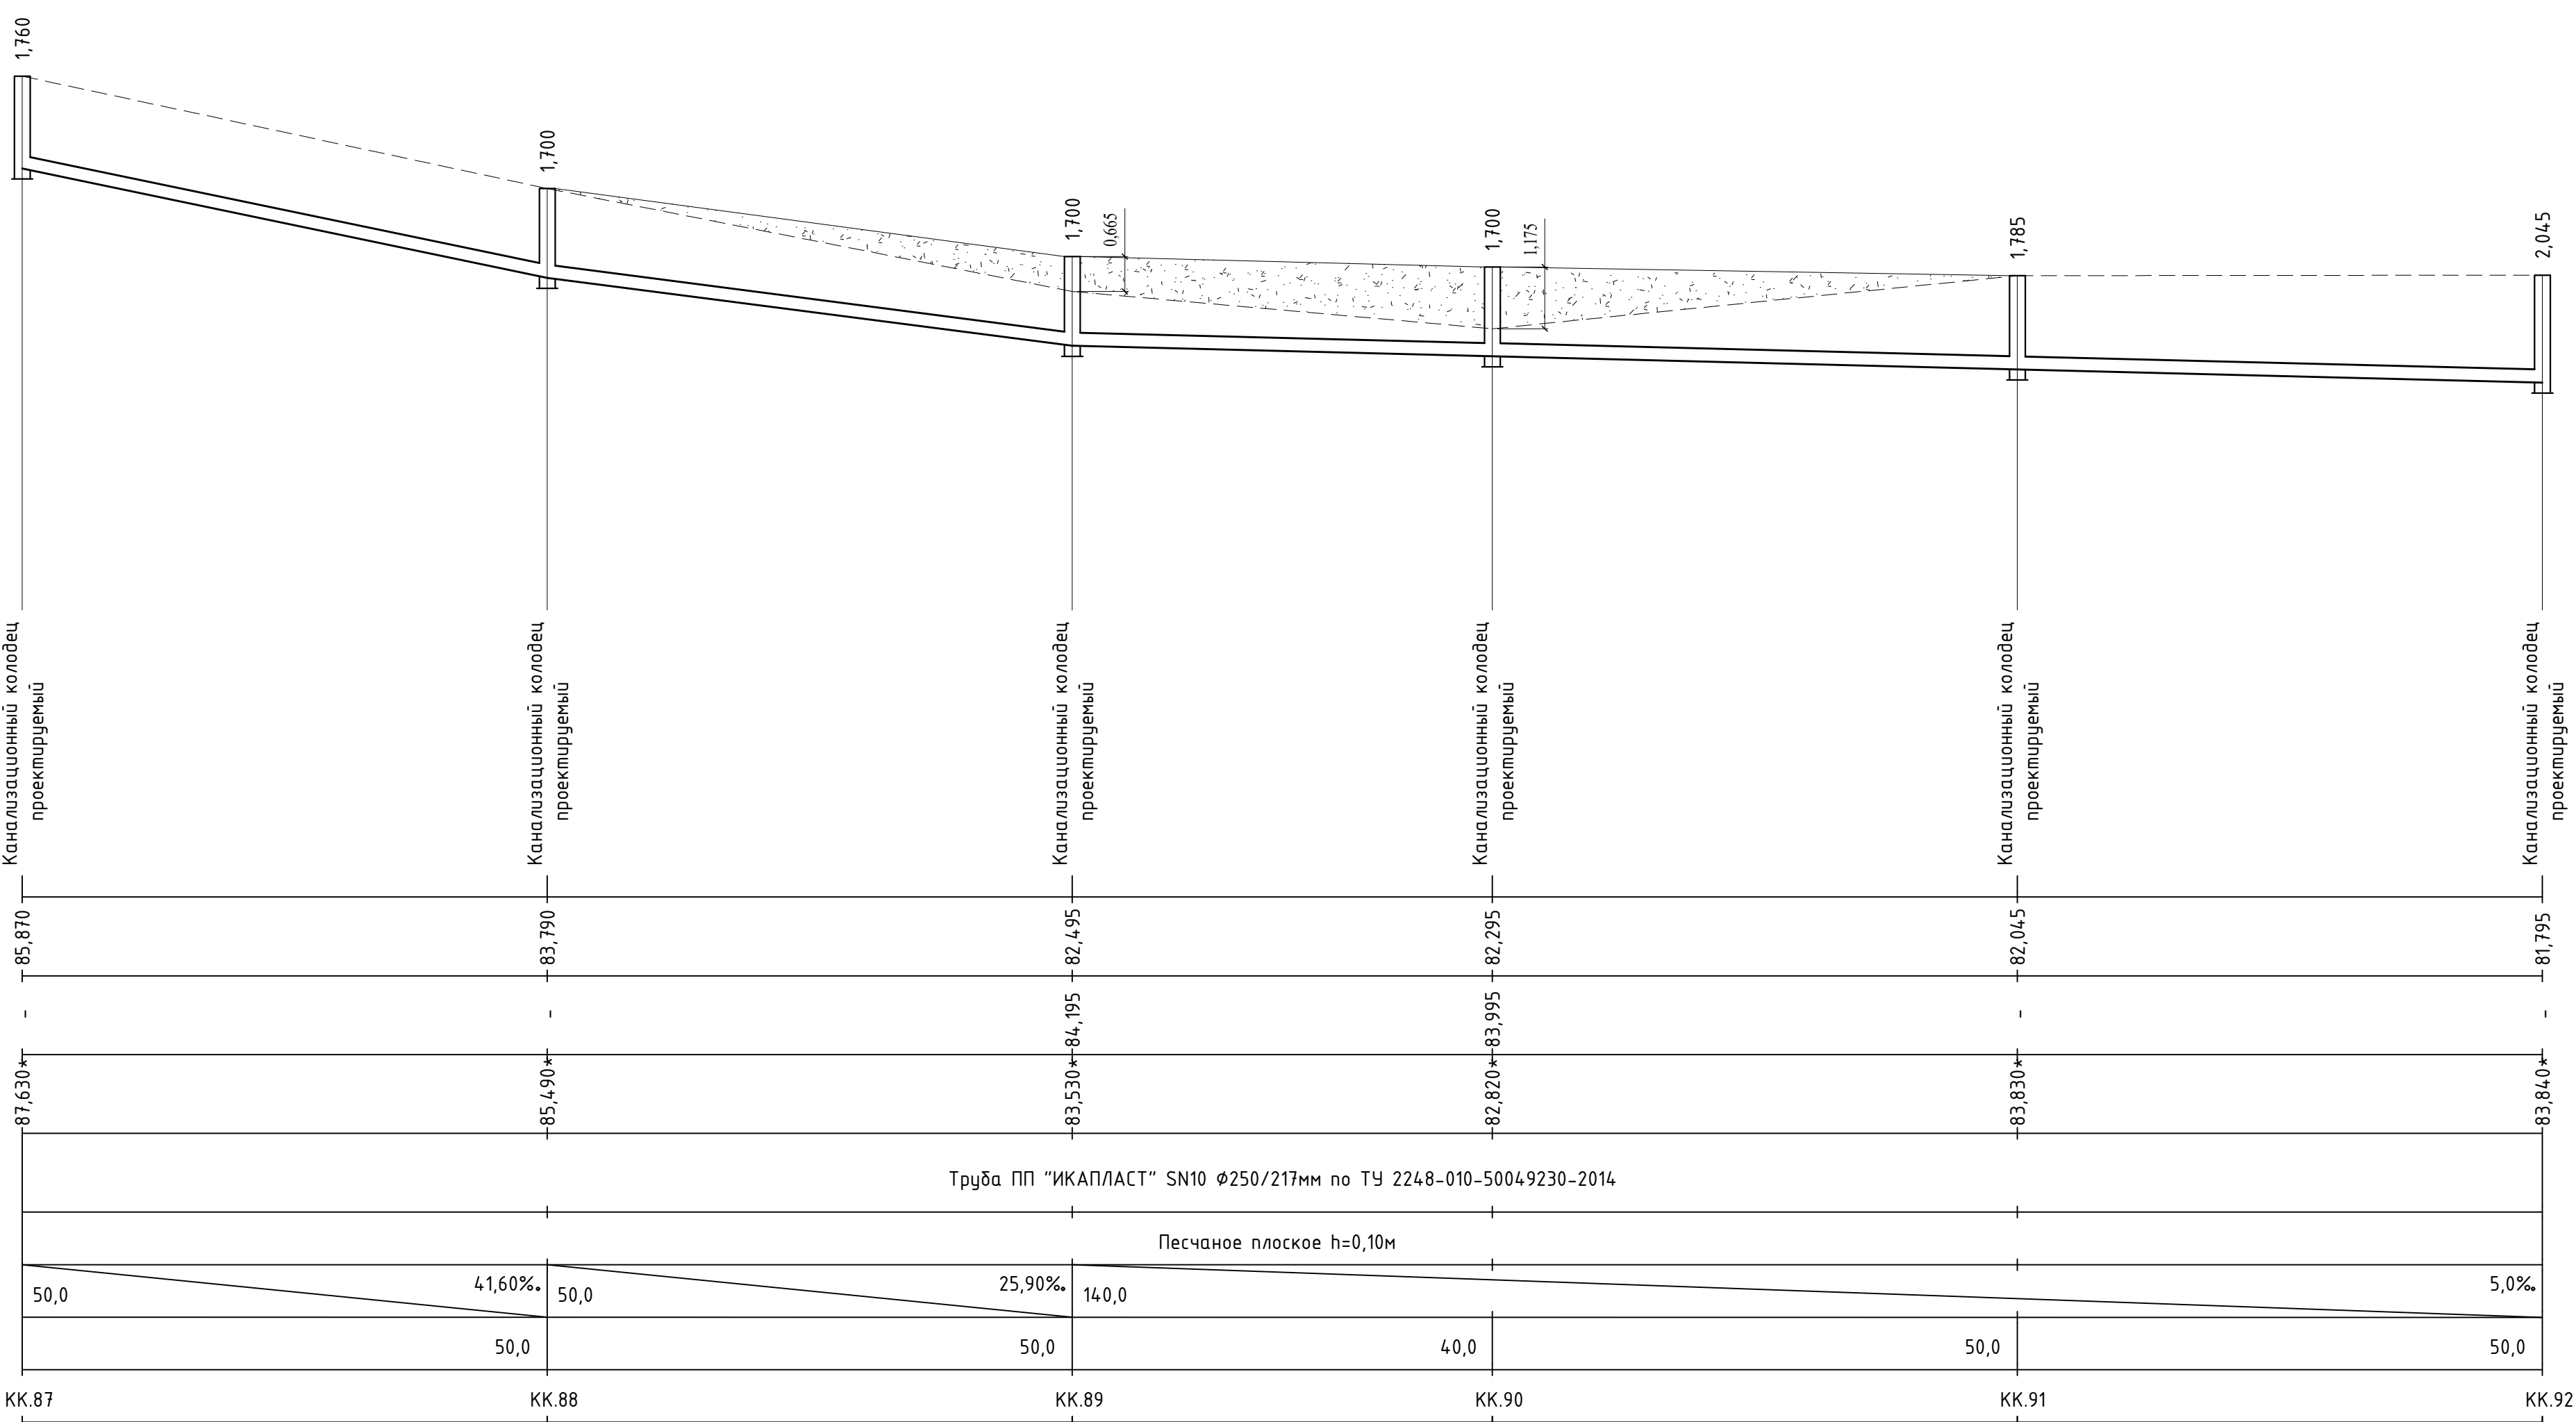 1,760
1,700
1,700
0,665
1,700
1,175
1,785
2,045
Канализационный колодец
проектируемый
Канализационный колодец
проектируемый
Канализационный колодец
проектируемый
Канализационный колодец
проектируемый
Канализационный колодец
проектируемый
Канализационный колодец
проектируемый
85,870
83,790
82,495
82,295
82,045
81,795
-
-
84,195
83,995
-
-
87,630*
85,490*
83,530*
82,820*
83,830*
83,840*
Труба ПП "ИКАПЛАСТ" SN10 Ø250/217мм по ТУ 2248-010-50049230-2014
Песчаное плоское h=0,10м
50,0
41,60‰
50,0
25,90‰
140,0
5,0‰
50,0
50,0
40,0
50,0
50,0
КК.87
КК.88
КК.89
КК.90
КК.91
КК.92